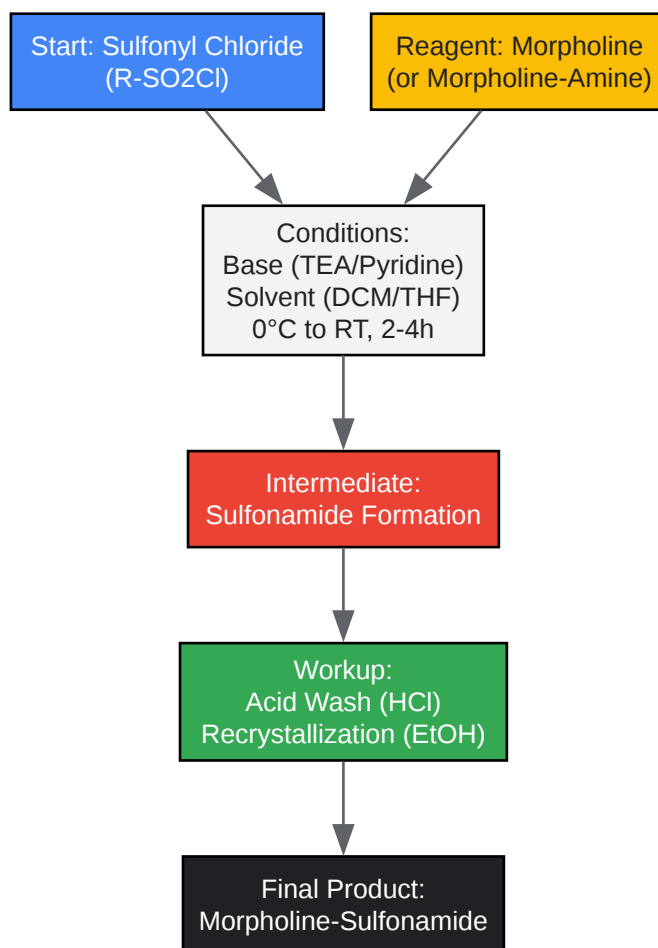 Start: Sulfonyl Chloride
(R-SO2Cl)
Reagent: Morpholine
(or Morpholine-Amine)
Conditions:
Base (TEA/Pyridine)
Solvent (DCM/THF)
0°C to RT, 2-4h
Intermediate:
Sulfonamide Formation
Workup:
Acid Wash (HCl)
Recrystallization (EtOH)
Final Product:
Morpholine-Sulfonamide